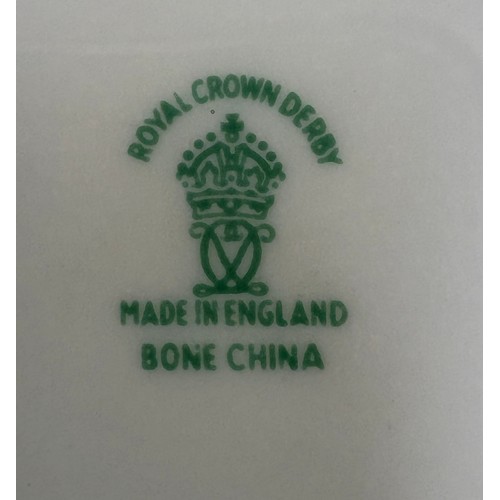 ROYAL CROWN DERBY
MADE IN ENGLAND
BONE CHINA